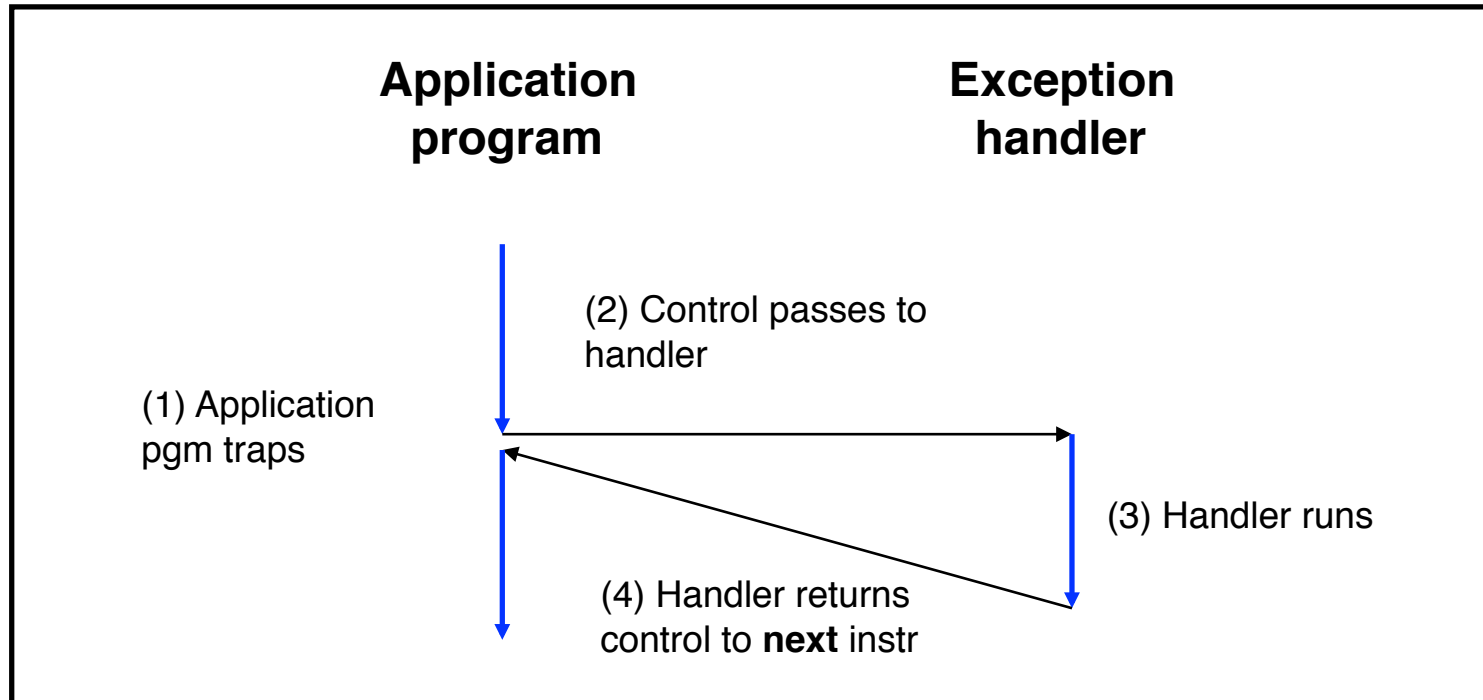 Application
program
Exception
handler
(2) Control passes to
handler
(1) Application
pgm traps
(3) Handler runs
(4) Handler returns
control to next instr